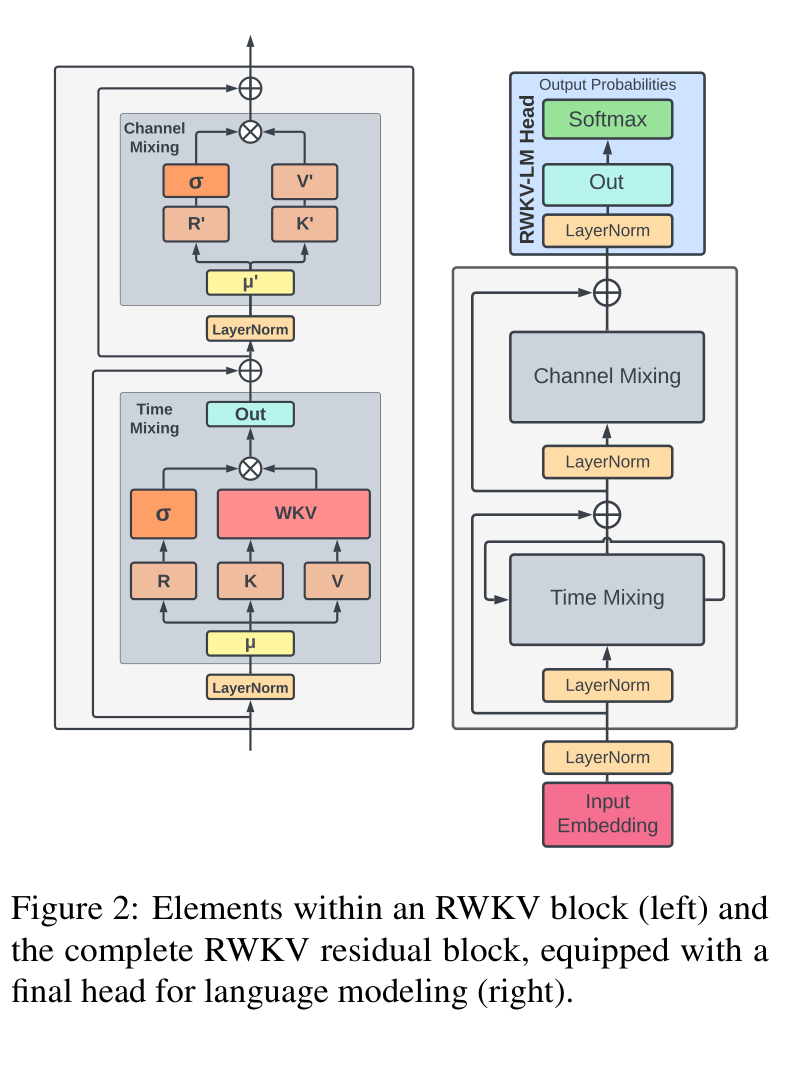 Channel
Mixing
σ
V'
R'
K'
μ'
LayerNorm
Time
Mixing
Out
σ
WKV
R
K
V
μ
LayerNorm
Output Probabilities
RWKV-LM Head
Softmax
Out
LayerNorm
Channel Mixing
LayerNorm
Time Mixing
LayerNorm
LayerNorm
Input
Embedding
Figure 2: Elements within an RWKV block (left) and
the complete RWKV residual block, equipped with a
final head for language modeling (right).